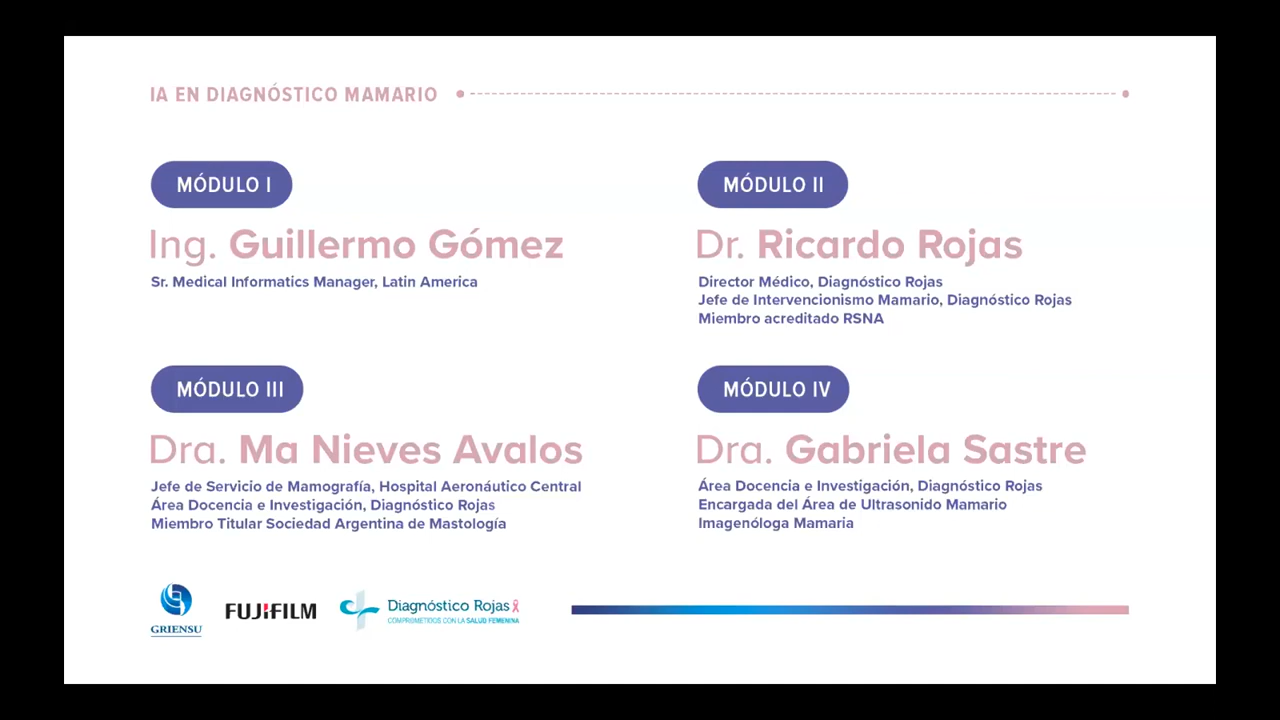 IA EN DIAGNÓSTICO MAMARIO
MÓDULO I
Ing. Guillermo Gómez
Sr. Medical Informatics Manager, Latin America
MÓDULO II
Dr. Ricardo Rojas
Director Médico, Diagnóstico Rojas
Jefe de Intervencionismo Mamario, Diagnóstico Rojas
Miembro acreditado RSNA
MÓDULO III
Dra. Ma Nieves Avalos
Jefe de Servicio de Mamografía, Hospital Aeronáutico Central
Área Docencia e Investigación, Diagnóstico Rojas
Miembro Titular Sociedad Argentina de Mastología
MÓDULO IV
Dra. Gabriela Sastre
Área Docencia e Investigación, Diagnóstico Rojas
Encargada del Área de Ultrasonido Mamario
Imagenóloga Mamaria
GRIENSU
FUJIFILM
Diagnóstico Rojas
COMPROMETIDOS CON LA SALUD FEMENINA